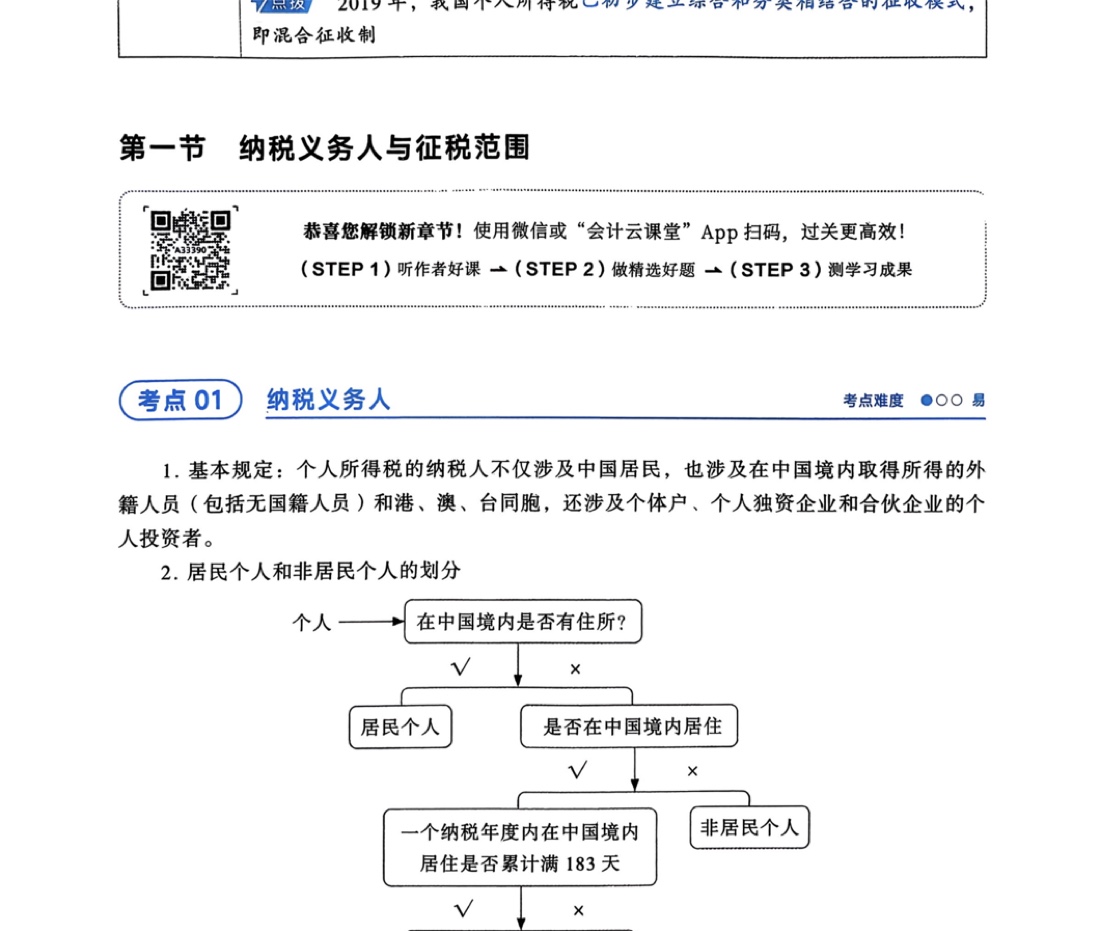 点拨 2019年，我国个人所得税已初步建立综合和分类相结合的征收模式，
即混合征收制
第一节 纳税义务人与征税范围
A33390
恭喜您解锁新章节！使用微信或“会计云课堂”App 扫码，过关更高效！
（STEP 1）听作者好课 ⇀（STEP 2）做精选好题 ⇀（STEP 3）测学习成果
考点 01 纳税义务人 考点难度 ●○○ 易
1. 基本规定：个人所得税的纳税人不仅涉及中国居民，也涉及在中国境内取得所得的外
籍人员（包括无国籍人员）和港、澳、台同胞，还涉及个体户、个人独资企业和合伙企业的个
人投资者。
2. 居民个人和非居民个人的划分
个人 在中国境内是否有住所？
√ ×
居民个人 是否在中国境内居住
√ ×
一个纳税年度内在中国境内 非居民个人
居住是否累计满 183 天
√ ×